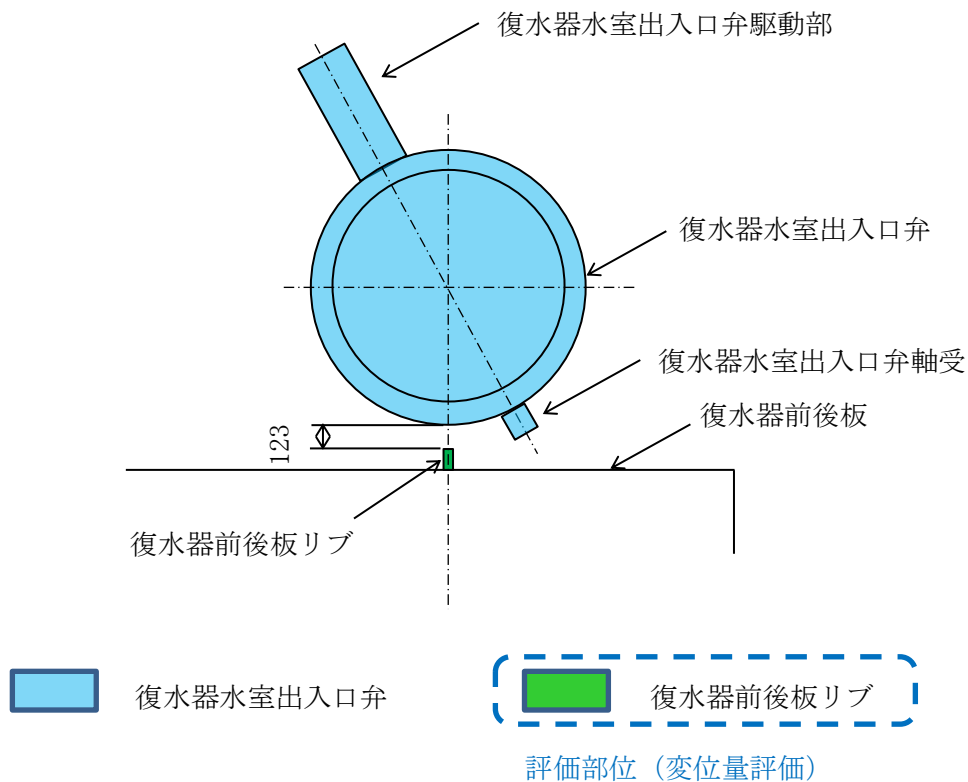 復水器水室出入口弁駆動部
復水器水室出入口弁
復水器水室出入口弁軸受
復水器前後板
123
復水器前後板リブ
復水器水室出入口弁
復水器前後板リブ
評価部位（変位量評価）